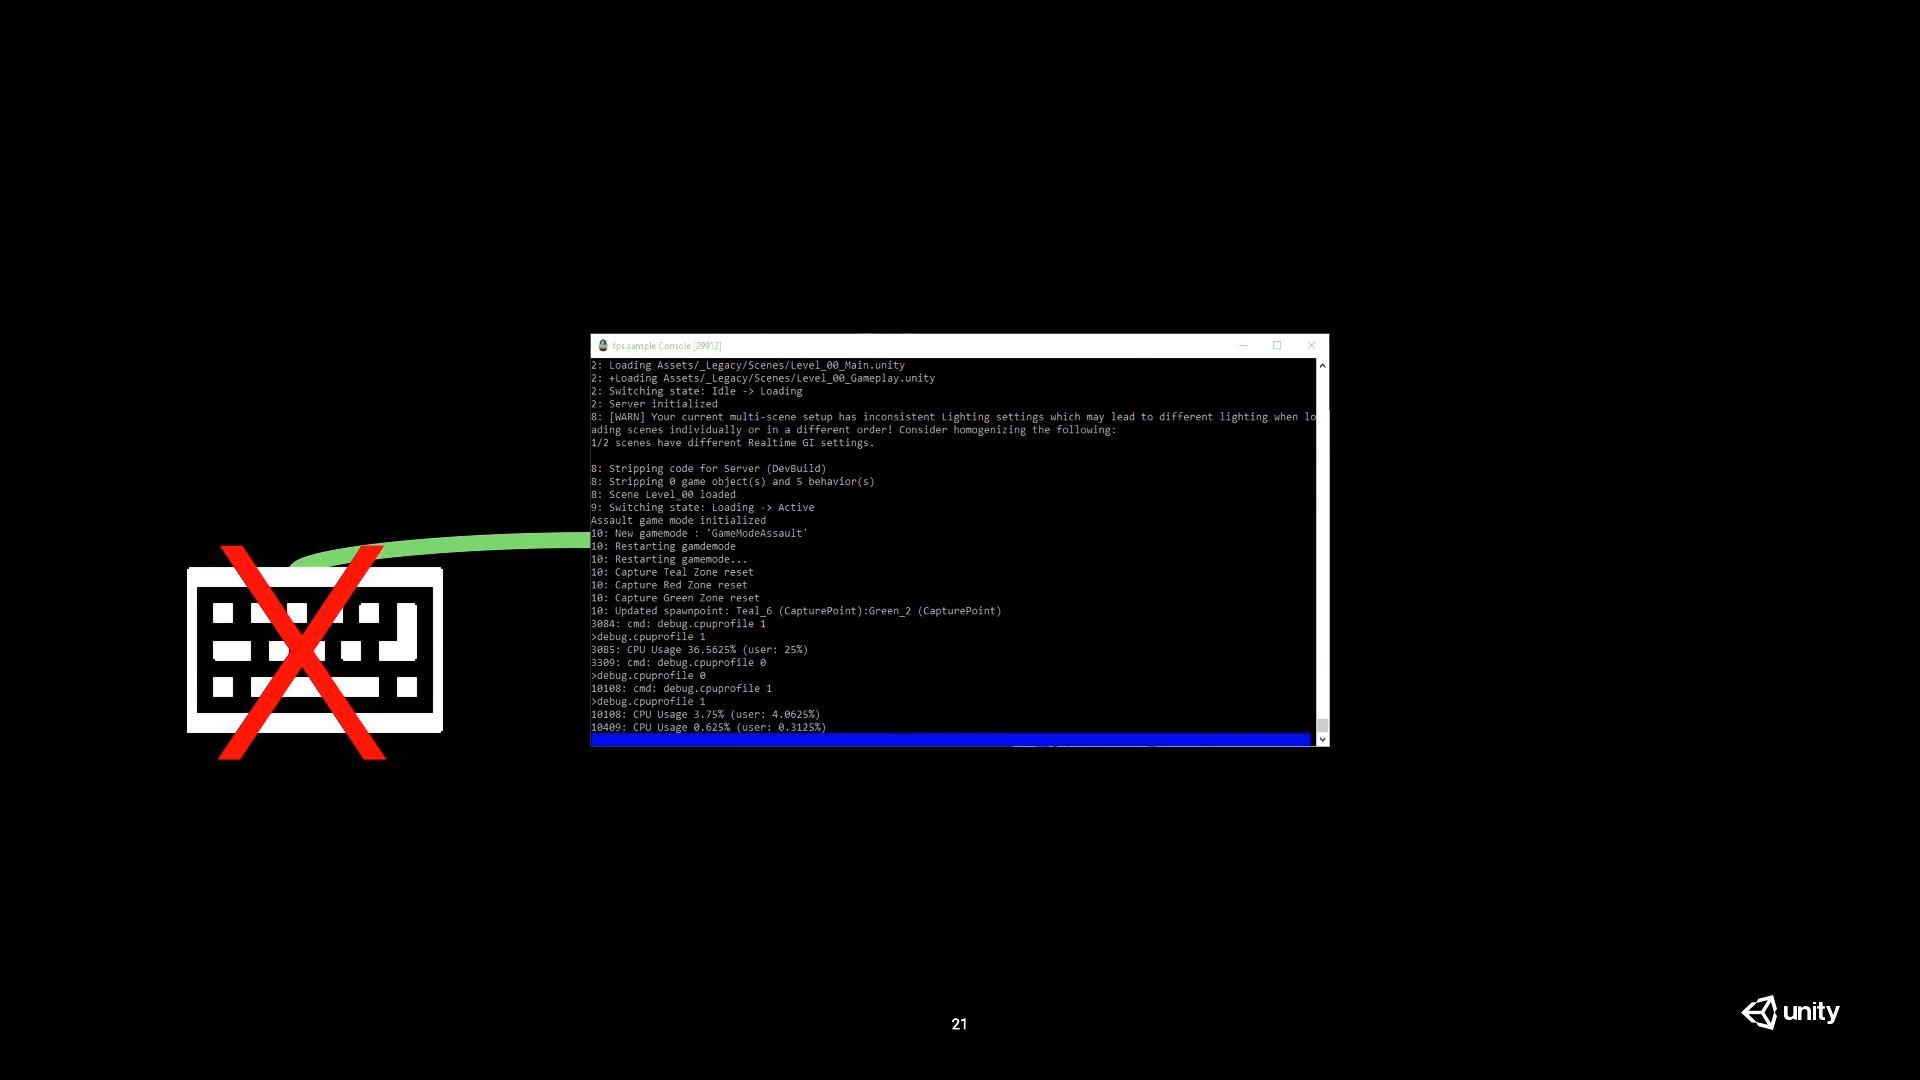 fps.sample Console [29912]
2: Loading Assets/_Legacy/Scenes/Level_00_Main.unity
2: +Loading Assets/_Legacy/Scenes/Level_00_Gameplay.unity
2: Switching state: Idle -> Loading
2: Server initialized
8: [WARN] Your current multi-scene setup has inconsistent Lighting settings which may lead to different lighting when lo
ading scenes individually or in a different order! Consider homogenizing the following:
1/2 scenes have different Realtime GI settings.
8: Stripping code for Server (DevBuild)
8: Stripping 0 game object(s) and 5 behavior(s)
8: Scene Level_00 loaded
9: Switching state: Loading -> Active
Assault game mode initialized
10: New gamemode : 'GameModeAssault'
10: Restarting gamdemode
10: Restarting gamemode...
10: Capture Teal Zone reset
10: Capture Red Zone reset
10: Capture Green Zone reset
10: Updated spawnpoint: Teal_6 (CapturePoint):Green_2 (CapturePoint)
3084: cmd: debug.cpuprofile 1
>debug.cpuprofile 1
3085: CPU Usage 36.5625% (user: 25%)
3309: cmd: debug.cpuprofile 0
>debug.cpuprofile 0
10108: cmd: debug.cpuprofile 1
>debug.cpuprofile 1
10108: CPU Usage 3.75% (user: 4.0625%)
10409: CPU Usage 0.625% (user: 0.3125%)
21
unity